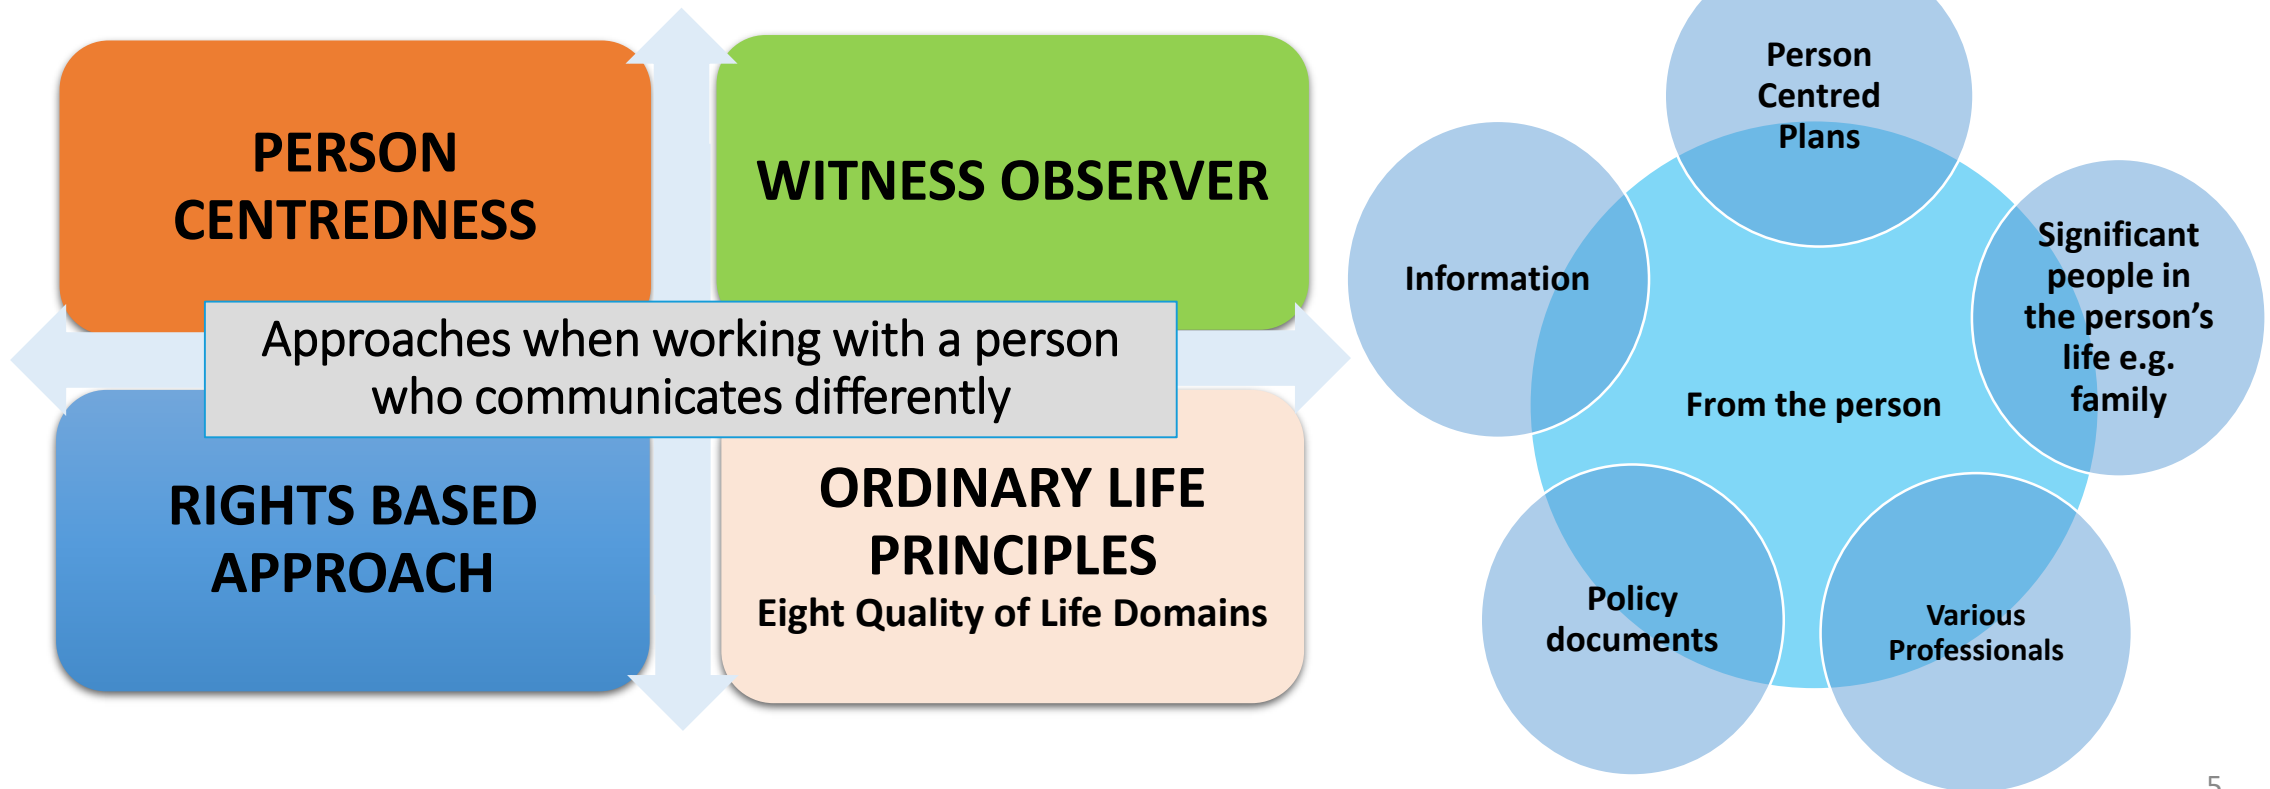 PERSON
CENTREDNESS
WITNESS OBSERVER
Approaches when working with a person
who communicates differently
RIGHTS BASED
APPROACH
ORDINARY LIFE
PRINCIPLES
Eight Quality of Life Domains
Person
Centred
Plans
Information
Significant
people in
the person’s
life e.g.
family
From the person
Policy
documents
Various
Professionals
5